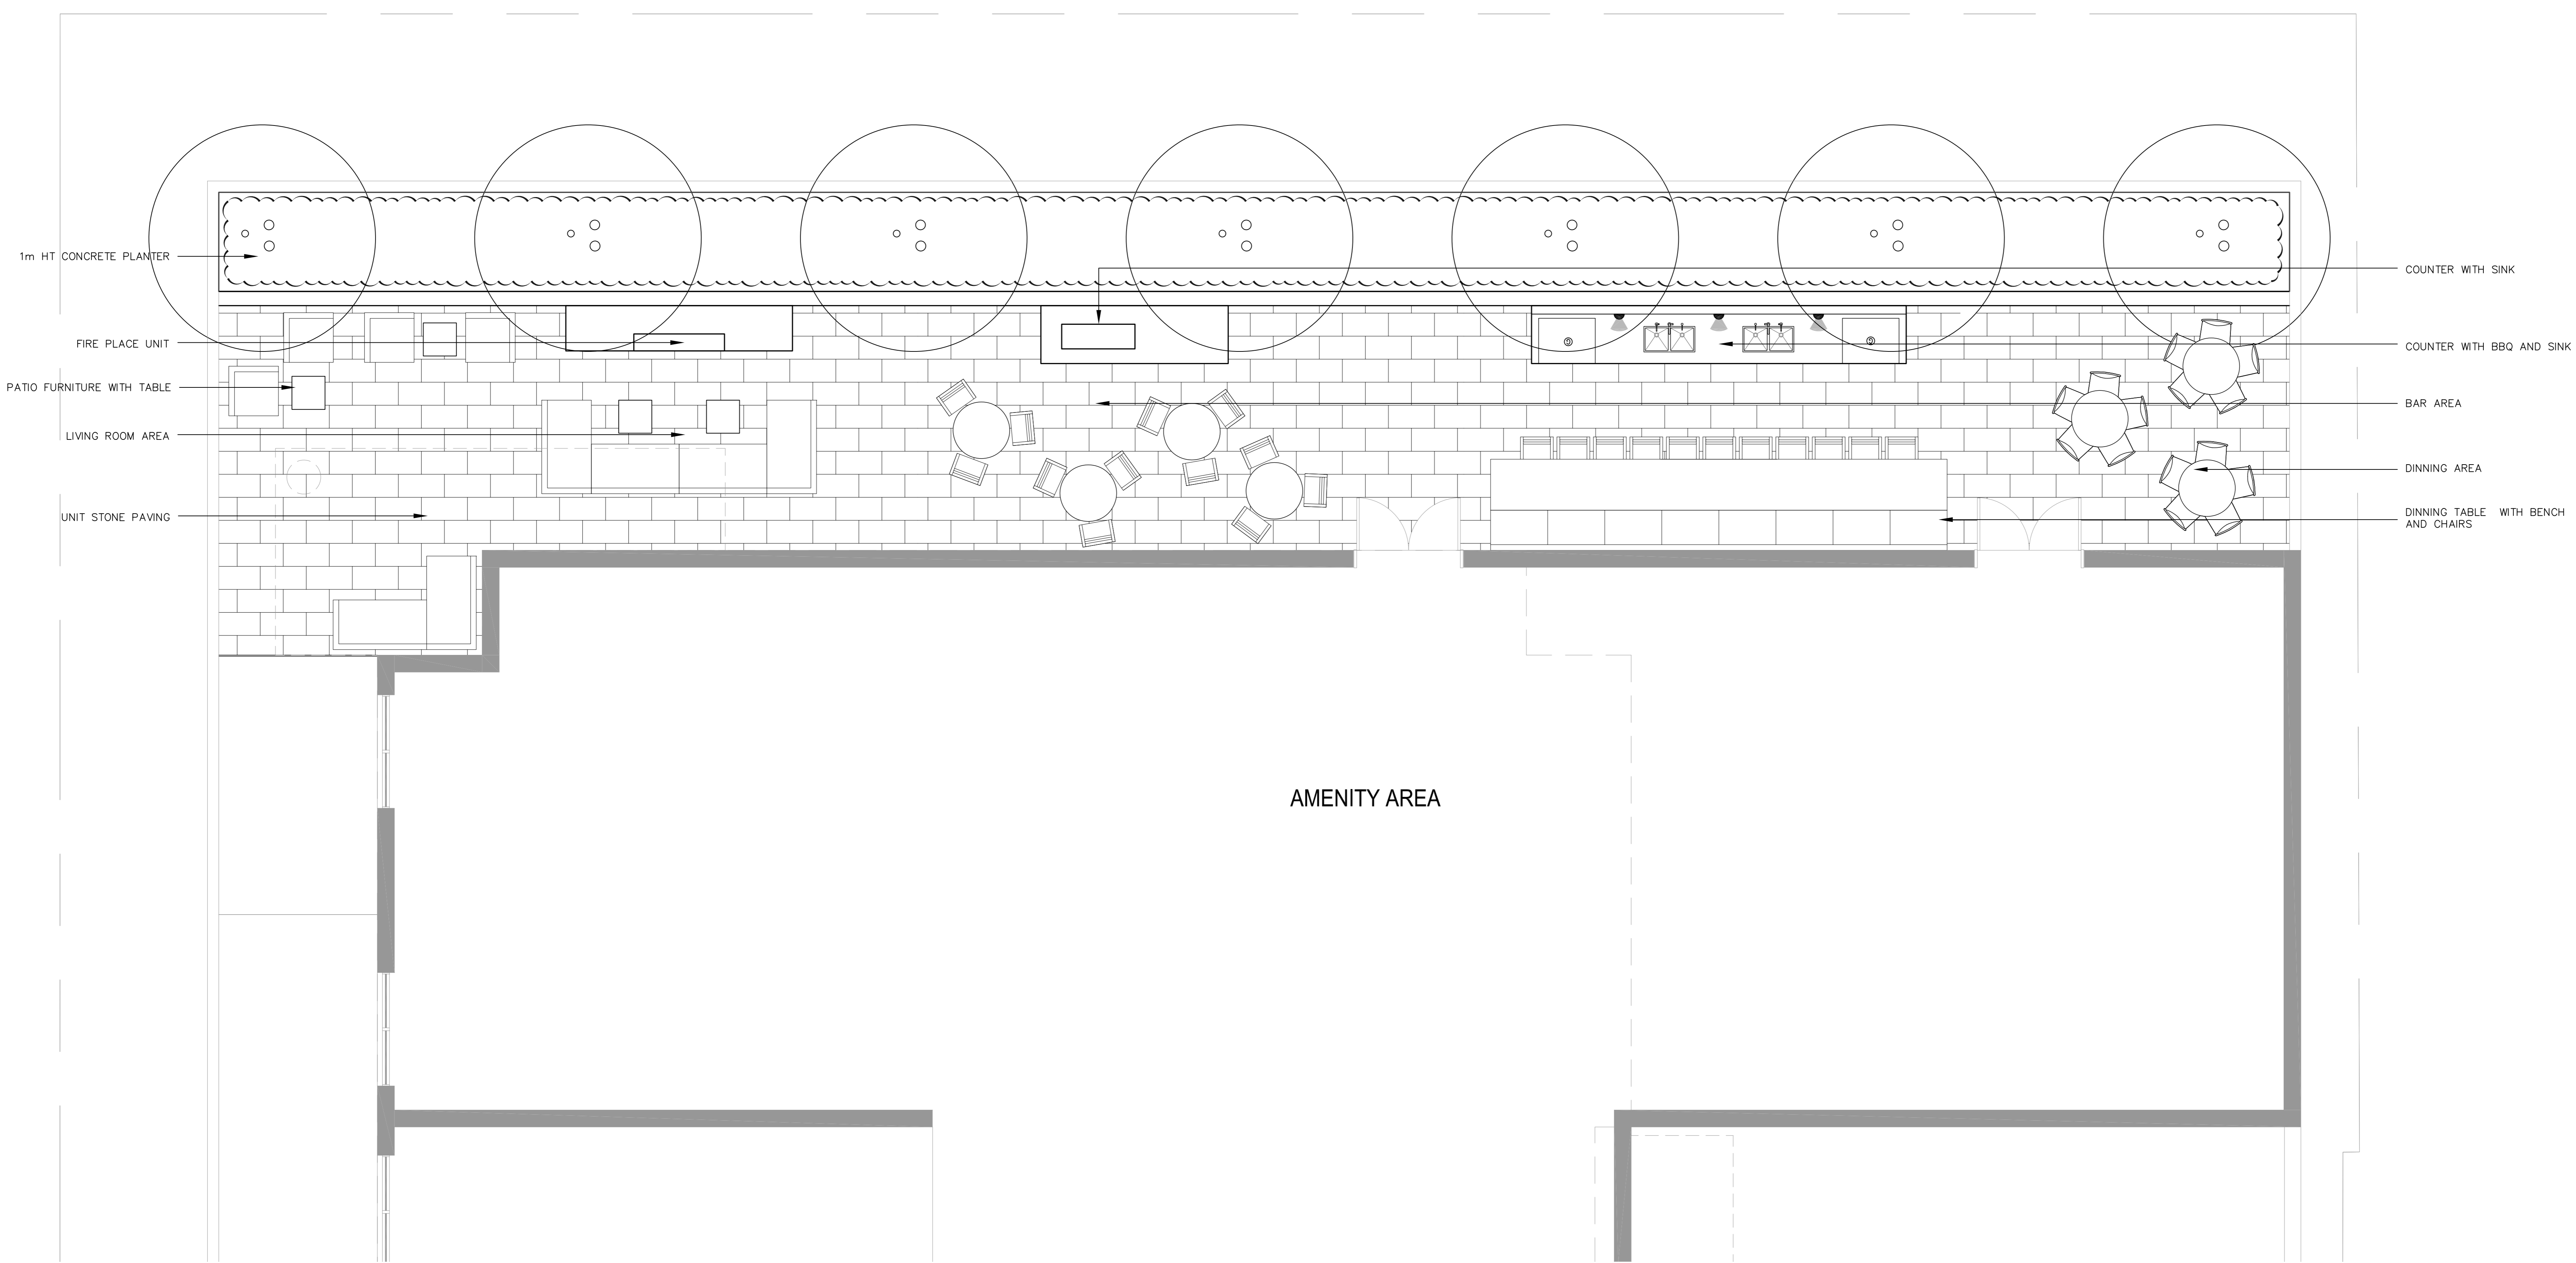 1m HT CONCRETE PLANTER
FIRE PLACE UNIT
PATIO FURNITURE WITH TABLE
LIVING ROOM AREA
UNIT STONE PAVING
COUNTER WITH SINK
COUNTER WITH BBQ AND SINK
BAR AREA
DINNING AREA
DINNING TABLE WITH BENCH
AND CHAIRS
AMENITY AREA